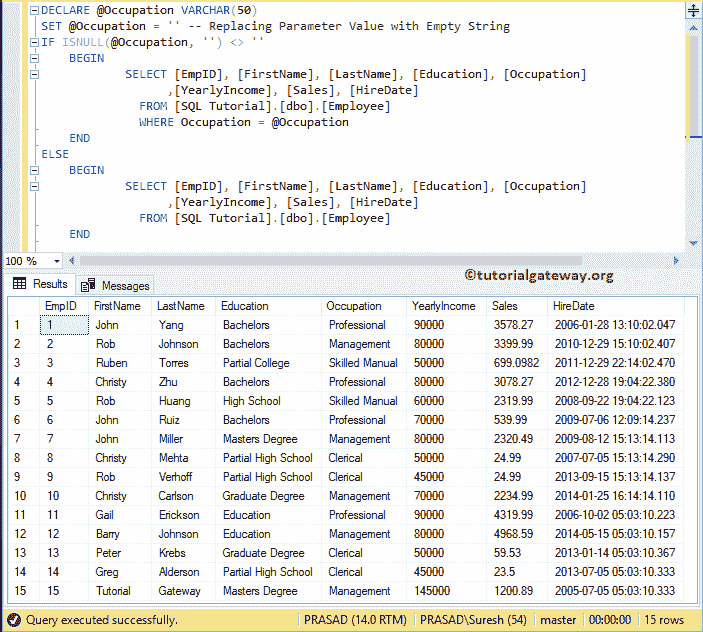 DECLARE @Occupation VARCHAR(50)
SET @Occupation = '' -- Replacing Parameter Value with Empty String
IF ISNULL(@Occupation, '') <> ''
BEGIN
SELECT [EmpID], [FirstName], [LastName], [Education], [Occupation]
,[YearlyIncome], [Sales], [HireDate]
FROM [SQL Tutorial].[dbo].[Employee]
WHERE Occupation = @Occupation
END
ELSE
BEGIN
SELECT [EmpID], [FirstName], [LastName], [Education], [Occupation]
,[YearlyIncome], [Sales], [HireDate]
FROM [SQL Tutorial].[dbo].[Employee]
END
100 %
©tutorialgateway.org
Results Messages
EmpID FirstName LastName Education Occupation YearlyIncome Sales HireDate
1 1 John Yang Bachelors Professional 90000 3578.27 2006-01-28 13:10:02.047
2 2 Rob Johnson Bachelors Management 80000 3399.99 2010-12-29 15:10:02.407
3 3 Ruben Torres Partial College Skilled Manual 50000 699.0982 2011-12-29 22:14:02.470
4 4 Christy Zhu Bachelors Professional 80000 3078.27 2012-12-28 19:04:22.380
5 5 Rob Huang High School Skilled Manual 60000 2319.99 2008-09-22 19:04:22.123
6 6 John Ruiz Bachelors Professional 70000 539.99 2009-07-06 12:09:14.237
7 7 John Miller Masters Degree Management 80000 2320.49 2009-08-12 15:13:14.113
8 8 Christy Mehta Partial High School Clerical 50000 24.99 2007-07-05 15:13:14.290
9 9 Rob Verhoff Partial High School Clerical 45000 24.99 2013-09-15 15:13:14.137
10 10 Christy Carlson Graduate Degree Management 70000 2234.99 2014-01-25 16:14:14.110
11 11 Gail Erickson Education Professional 90000 4319.99 2006-10-02 05:03:10.223
12 12 Barry Johnson Education Management 80000 4968.59 2014-05-15 05:03:10.157
13 13 Peter Krebs Graduate Degree Clerical 50000 59.53 2013-01-14 05:03:10.367
14 14 Greg Alderson Partial High School Clerical 45000 23.5 2013-07-05 05:03:10.333
15 15 Tutorial Gateway Masters Degree Management 145000 1200.89 2005-07-05 05:03:10.333
Query executed successfully. PRASAD (14.0 RTM) PRASAD\Suresh (54) master 00:00:00 15 rows